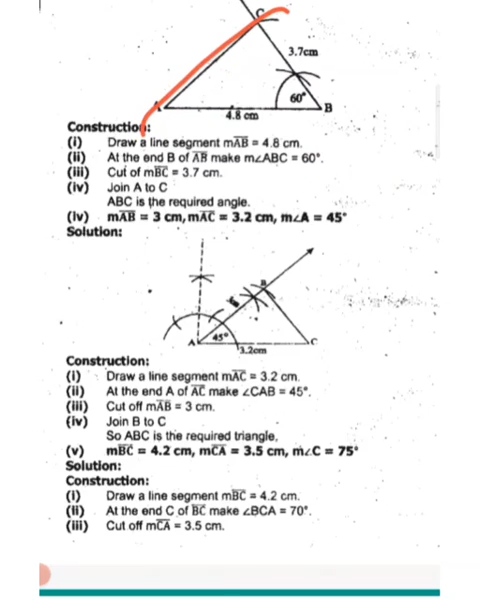 C
3.7cm
60°
A
B
4.8 cm
Construction:
(i) Draw a line segment mAB = 4.8 cm.
(ii) At the end B of AB make m∠ABC = 60°.
(iii) Cut of mBC = 3.7 cm.
(iv) Join A to C
ABC is the required angle.
(iv) mAB = 3 cm, mAC = 3.2 cm, m∠A = 45°
Solution:
B
45°
A
C
3.2cm
Construction:
(i) Draw a line segment mAC = 3.2 cm.
(ii) At the end A of AC make ∠CAB = 45°.
(iii) Cut off mAB = 3 cm.
(iv) Join B to C
So ABC is the required triangle.
(v) mBC = 4.2 cm, mCA = 3.5 cm, m∠C = 75°
Solution:
Construction:
(i) Draw a line segment mBC = 4.2 cm.
(ii) At the end C of BC make ∠BCA = 70°.
(iii) Cut off mCA = 3.5 cm.